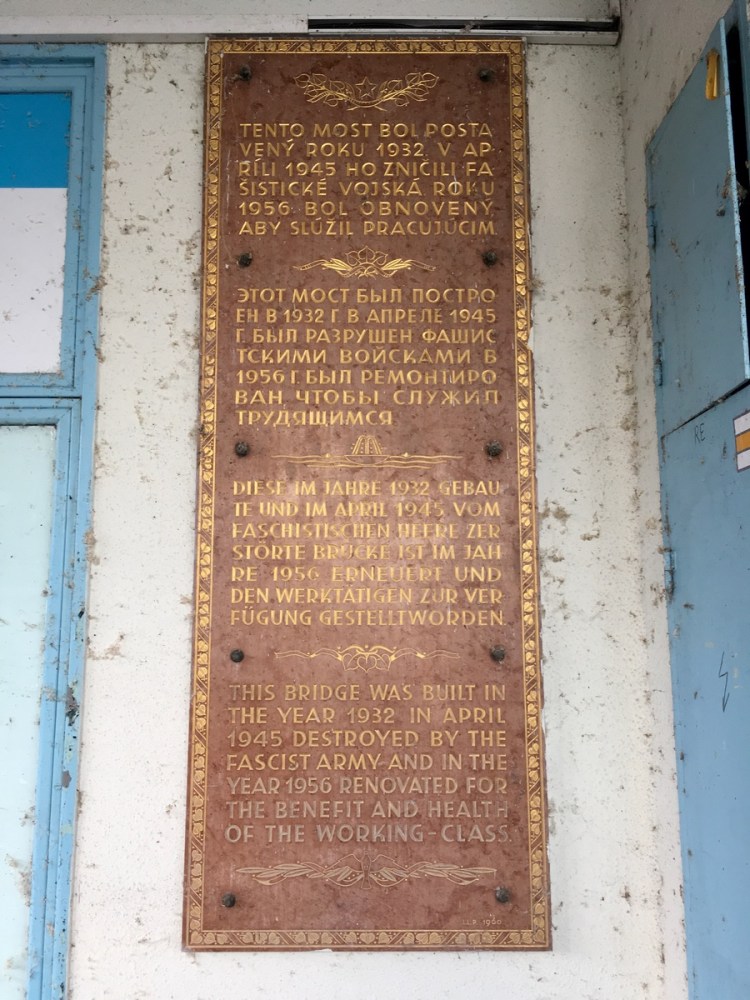 TENTO MOST BOL POSTA
VENÝ ROKU 1932. V AP
RÍLI 1945 HO ZNIČILI FA
ŠISTICKÉ VOJSKÁ. ROKU
1956 BOL OBNOVENÝ,
ABY SLÚŽIL PRACUJÚCIM.
ЭТОТ МОСТ БЫЛ ПОСТРО
ЕН В 1932 Г. В АПРЕЛЕ 1945
Г. БЫЛ РАЗРУШЕН ФАШИС
ТСКИМИ ВОЙСКАМИ В
1956 Г. БЫЛ РЕМОНТИРО
ВАН, ЧТОБЫ СЛУЖИЛ
ТРУДЯЩИМСЯ
DIESE IM JAHRE 1932 GEBAU
TE UND IM APRIL 1945 VOM
FASCHISTISCHEN HEERE ZER
STÖRTE BRÜCKE IST IM JAH
RE 1956 ERNEUERT UND
DEN WERKTÄTIGEN ZUR VER
FÜGUNG GESTELLT WORDEN.
THIS BRIDGE WAS BUILT IN
THE YEAR 1932 IN APRIL
1945 DESTROYED BY THE
FASCIST ARMY AND IN THE
YEAR 1956 RENOVATED FOR
THE BENEFIT AND HEALTH
OF THE WORKING-CLASS.
1960
RE